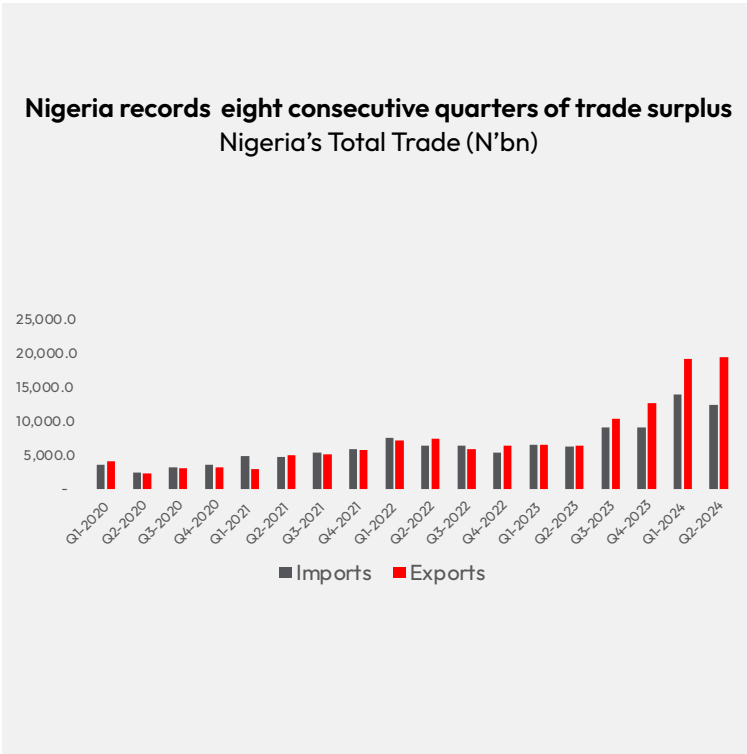 Nigeria records  eight consecutive quarters of trade surplus
Nigeria’s Total Trade (N’bn)
25,000.0
20,000.0
15,000.0
10,000.0
5,000.0
-
Q1-2020
Q2-2020
Q3-2020
Q4-2020
Q1-2021
Q2-2021
Q3-2021
Q4-2021
Q1-2022
Q2-2022
Q3-2022
Q4-2022
Q1-2023
Q2-2023
Q3-2023
Q4-2023
Q1-2024
Q2-2024
Imports Exports